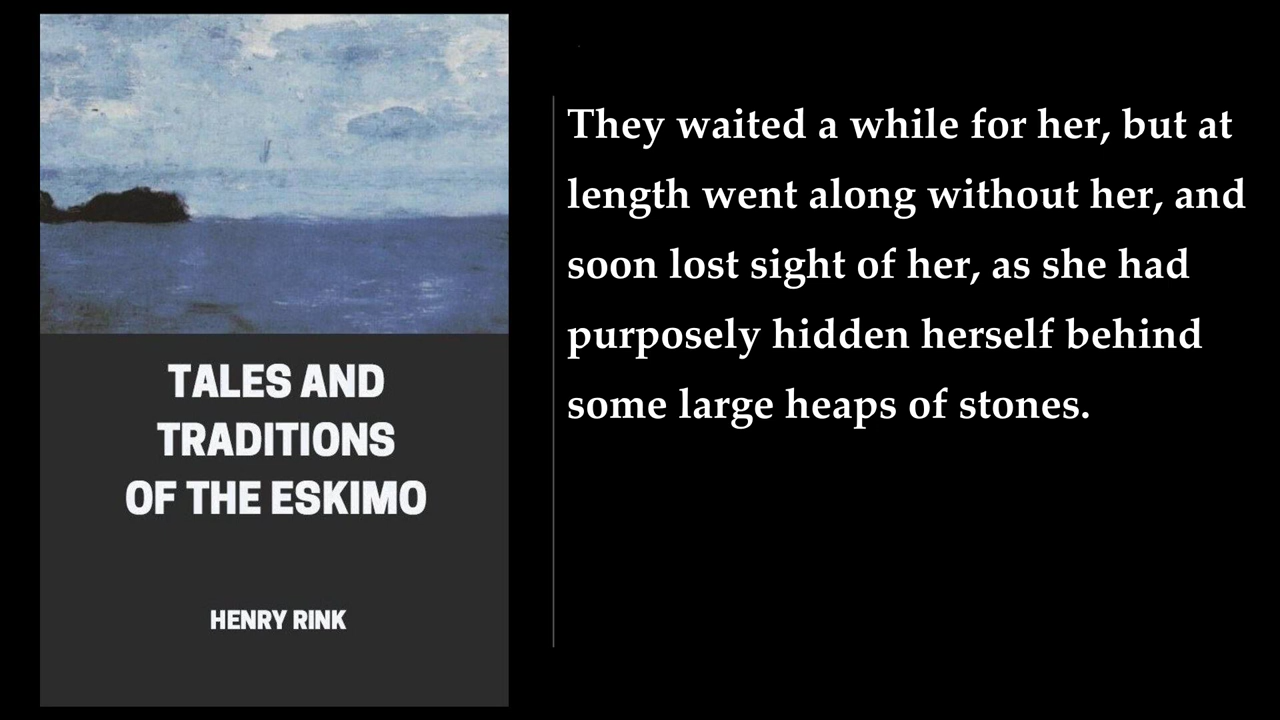 TALES AND
TRADITIONS
OF THE ESKIMO
HENRY RINK
They waited a while for her, but at
length went along without her, and
soon lost sight of her, as she had
purposely hidden herself behind
some large heaps of stones.